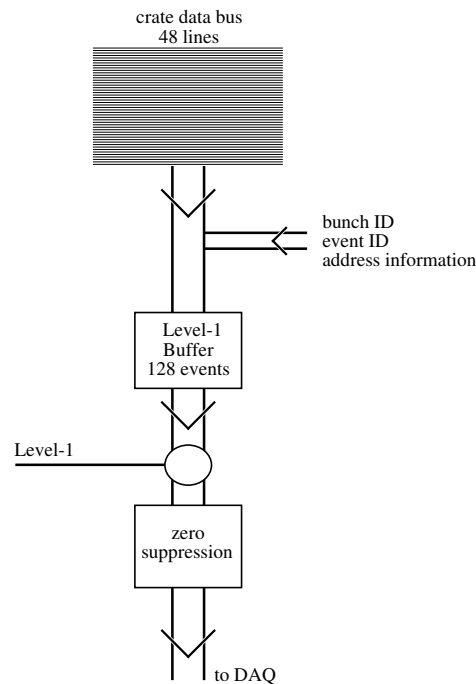 crate data bus
48 lines
bunch ID
event ID
address information
Level-1
Buffer
128 events
Level-1
zero
suppression
to DAQ